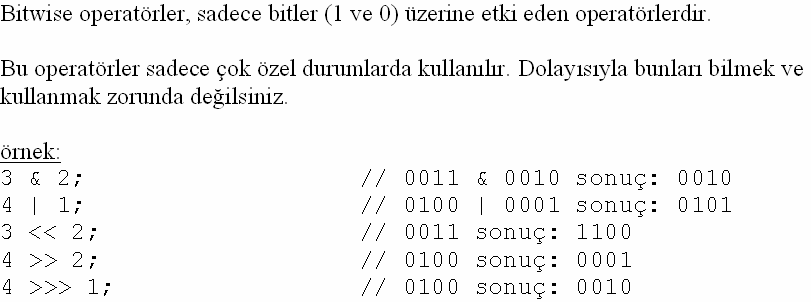 Bitwise operatörler, sadece bitler (1 ve 0) üzerine etki eden operatörlerdir.
Bu operatörler sadece çok özel durumlarda kullanılır. Dolayısıyla bunları bilmek ve
kullanmak zorunda değilsiniz.
örnek:
3 & 2; // 0011 & 0010 sonuç: 0010
4 | 1; // 0100 | 0001 sonuç: 0101
3 << 2; // 0011 sonuç: 1100
4 >> 2; // 0100 sonuç: 0001
4 >>> 1; // 0100 sonuç: 0010